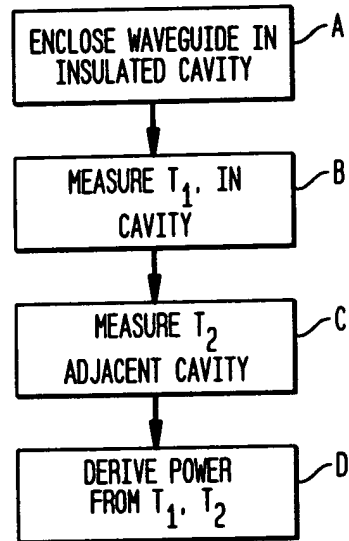 ENCLOSE WAVEGUIDE IN
INSULATED CAVITY
A
MEASURE T1, IN
CAVITY
B
MEASURE T2
ADJACENT CAVITY
C
DERIVE POWER
FROM T1, T2
D